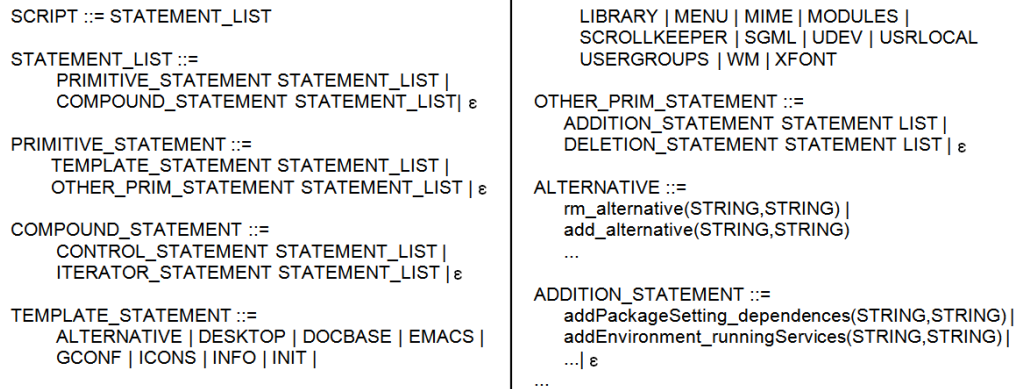 SCRIPT ::= STATEMENT_LIST
STATEMENT_LIST ::=
PRIMITIVE_STATEMENT STATEMENT_LIST |
COMPOUND_STATEMENT STATEMENT_LIST| ε
PRIMITIVE_STATEMENT ::=
TEMPLATE_STATEMENT STATEMENT_LIST |
OTHER_PRIM_STATEMENT STATEMENT_LIST | ε
COMPOUND_STATEMENT ::=
CONTROL_STATEMENT STATEMENT_LIST |
ITERATOR_STATEMENT STATEMENT_LIST | ε
TEMPLATE_STATEMENT ::=
ALTERNATIVE | DESKTOP | DOCBASE | EMACS |
GCONF | ICONS | INFO | INIT |
LIBRARY | MENU | MIME | MODULES |
SCROLLKEEPER | SGML | UDEV | USRLOCAL
USERGROUPS | WM | XFONT
OTHER_PRIM_STATEMENT ::=
ADDITION_STATEMENT STATEMENT LIST |
DELETION_STATEMENT STATEMENT LIST | ε
ALTERNATIVE ::=
rm_alternative(STRING,STRING) |
add_alternative(STRING,STRING)
...
ADDITION_STATEMENT ::=
addPackageSetting_dependences(STRING,STRING) |
addEnvironment_runningServices(STRING,STRING) |
...| ε
...